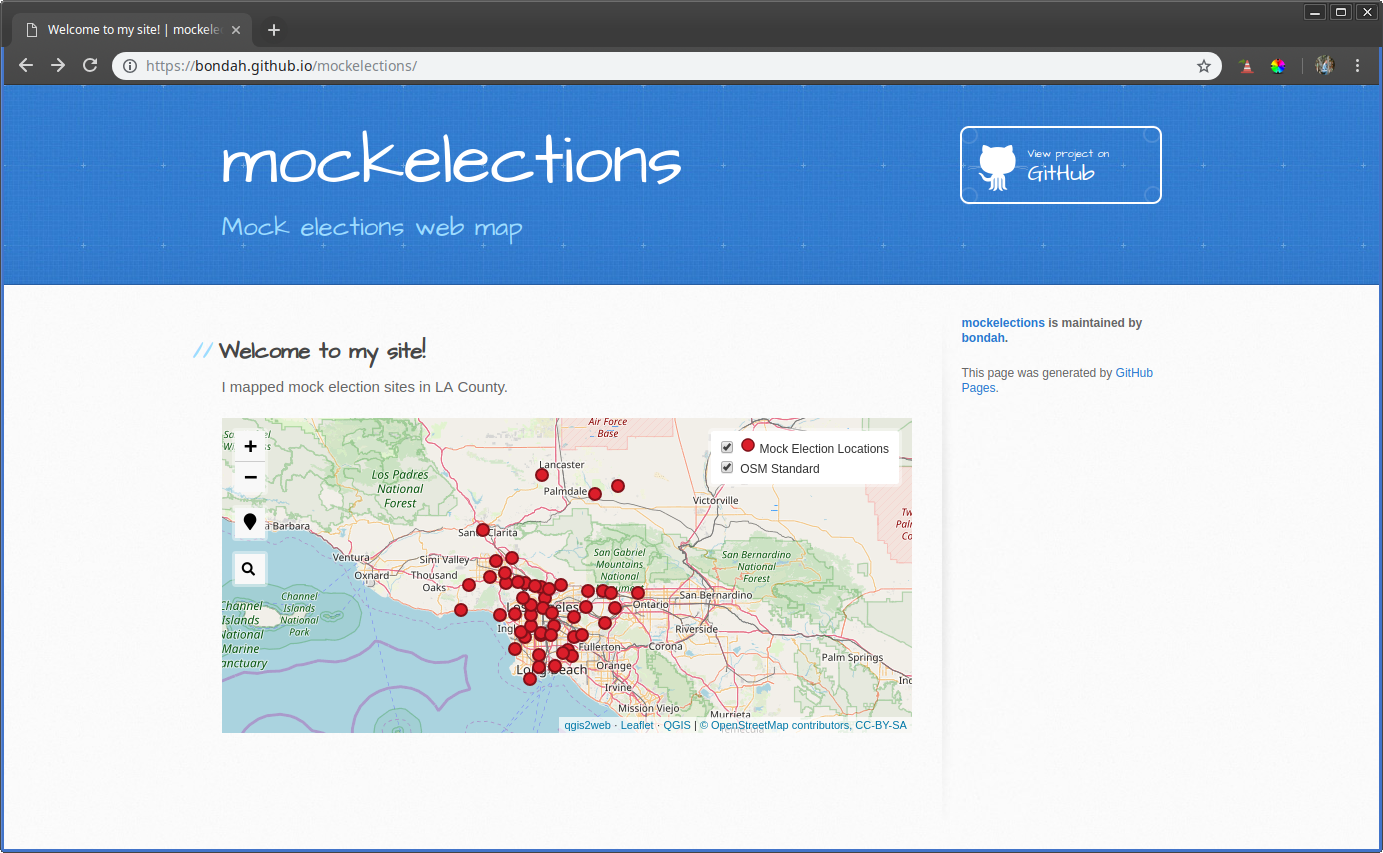 Welcome to my site! | mockele
https://bondah.github.io/mockelections/
mockelections
Mock elections web map
View project on
GitHub
// Welcome to my site!
I mapped mock election sites in LA County.
mockelections is maintained by
bondah.
This page was generated by GitHub
Pages.
+
−
Mock Election Locations
OSM Standard
Air Force
Base
Los Padres
National
Forest
Lancaster
Palmdale
Victorville
a Barbara
Santa Clarita
Ventura
Simi Valley
Oxnard
Thousand
Oaks
San Gabriel
Mountains
National
San Bernardino
National
Forest
Channel
Islands
National
Marine
anctuary
Channel
Islands
National
Park
Ontario
San Bernardino
Riverside
Fullerton
Corona
Palm Springs
Long Beach
Orange
Irvine
Mission Viejo
Murrieta
qgis2web · Leaflet · QGIS | © OpenStreetMap contributors, CC-BY-SA